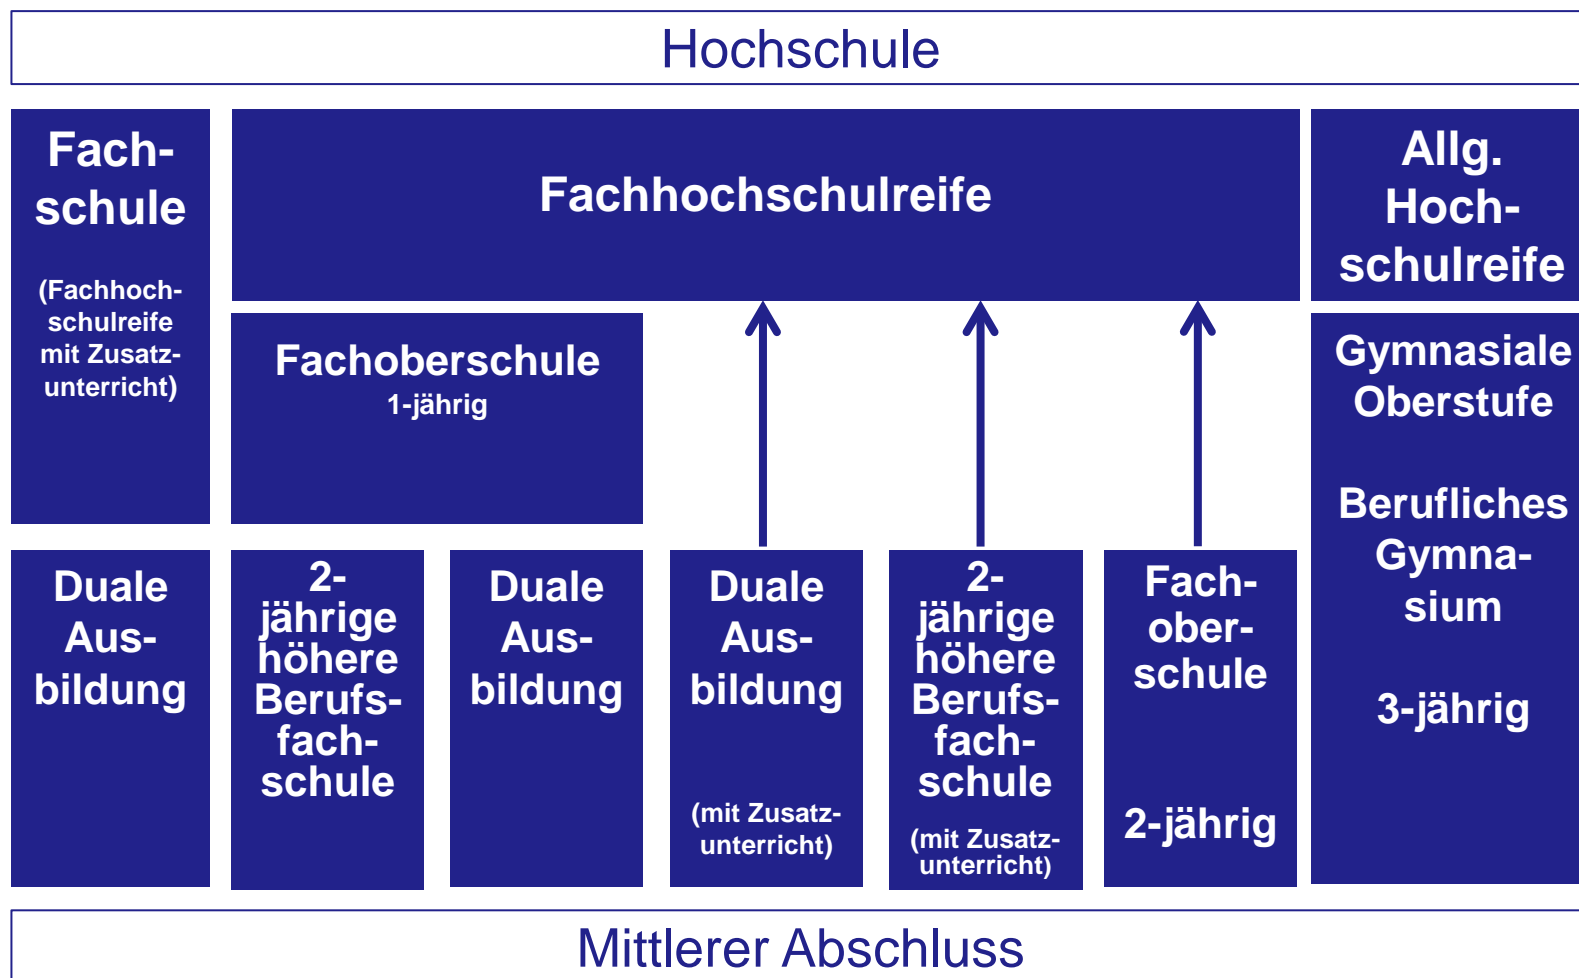 Hochschule
Fach-
schule
(Fachhoch-
schulreife
mit Zusatz-
unterricht)
Fachhochschulreife
Allg.
Hoch-
schulreife
Fachoberschule
1-jährig
Gymnasiale
Oberstufe
Berufliches
Gymna-
sium
3-jährig
Duale
Aus-
bildung
2-
jährige
höhere
Berufs-
fach-
schule
Duale
Aus-
bildung
Duale
Aus-
bildung
(mit Zusatz-
unterricht)
2-
jährige
höhere
Berufs-
fach-
schule
(mit Zusatz-
unterricht)
Fach-
ober-
schule
2-jährig
Mittlerer Abschluss